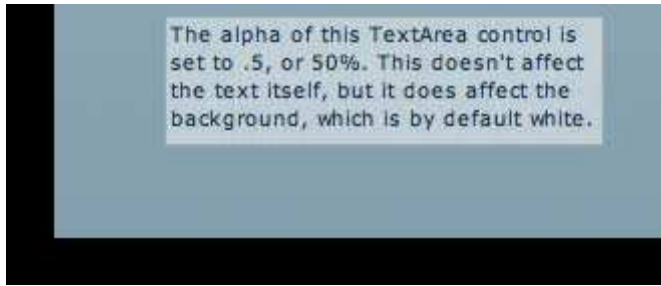 The alpha of this TextArea control is
set to .5, or 50%. This doesn't affect
the text itself, but it does affect the
background, which is by default white.